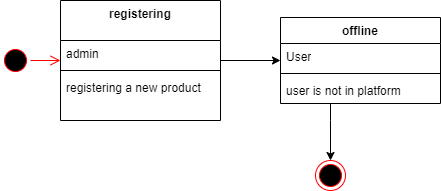 registering
admin
registering a new product
offline
User
user is not in platform